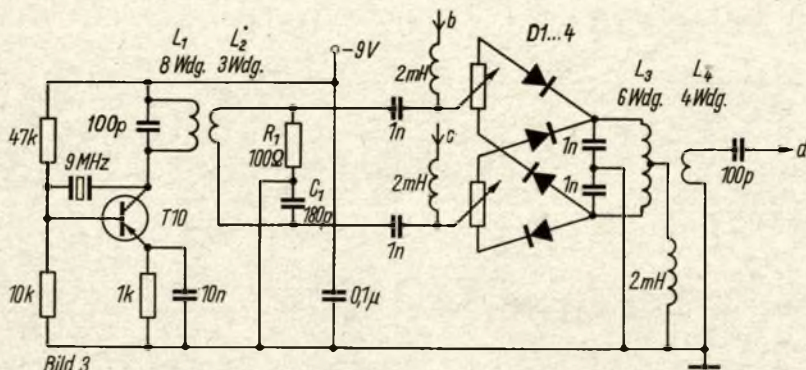 L₁ L₂ b D1...4
8 Wdg. 3 Wdg. -9V
L₃ L₄
6 Wdg. 4 Wdg.
2mH
100p
47k
1n
R₁
100Ω
c
1n
100p
d
9 MHz
C₁
180p
2mH
1n
T10
1n
2mH
10k
1k
10n
0,1µ
Bild 3